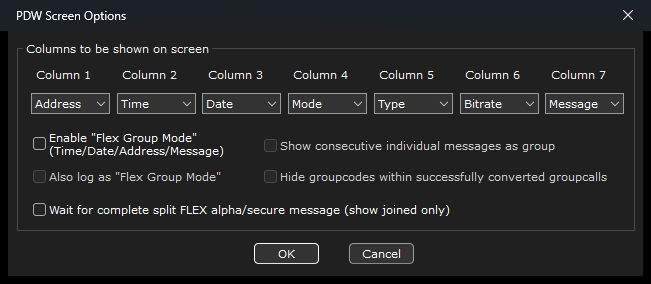 PDW Screen Options
Columns to be shown on screen
Column 1 Column 2 Column 3 Column 4 Column 5 Column 6 Column 7
Address Time Date Mode Type Bitrate Message
Enable "Flex Group Mode"
(Time/Date/Address/Message)
Show consecutive individual messages as group
Also log as "Flex Group Mode"
Hide groupcodes within successfully converted groupcalls
Wait for complete split FLEX alpha/secure message (show joined only)
OK Cancel